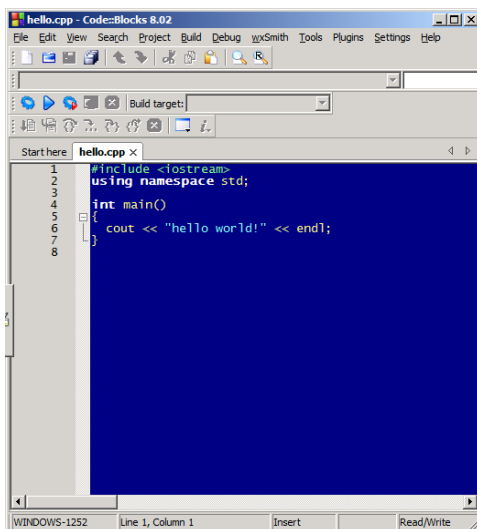 hello.cpp - Code::Blocks 8.02
File Edit View Search Project Build Debug wxSmith Tools Plugins Settings Help
Build target:
Start here hello.cpp
1 #include <iostream>
2 using namespace std;
3
4 int main()
5 {
6 cout << "hello world!" << endl;
7 }
8
WINDOWS-1252 Line 1, Column 1 Insert Read/Write